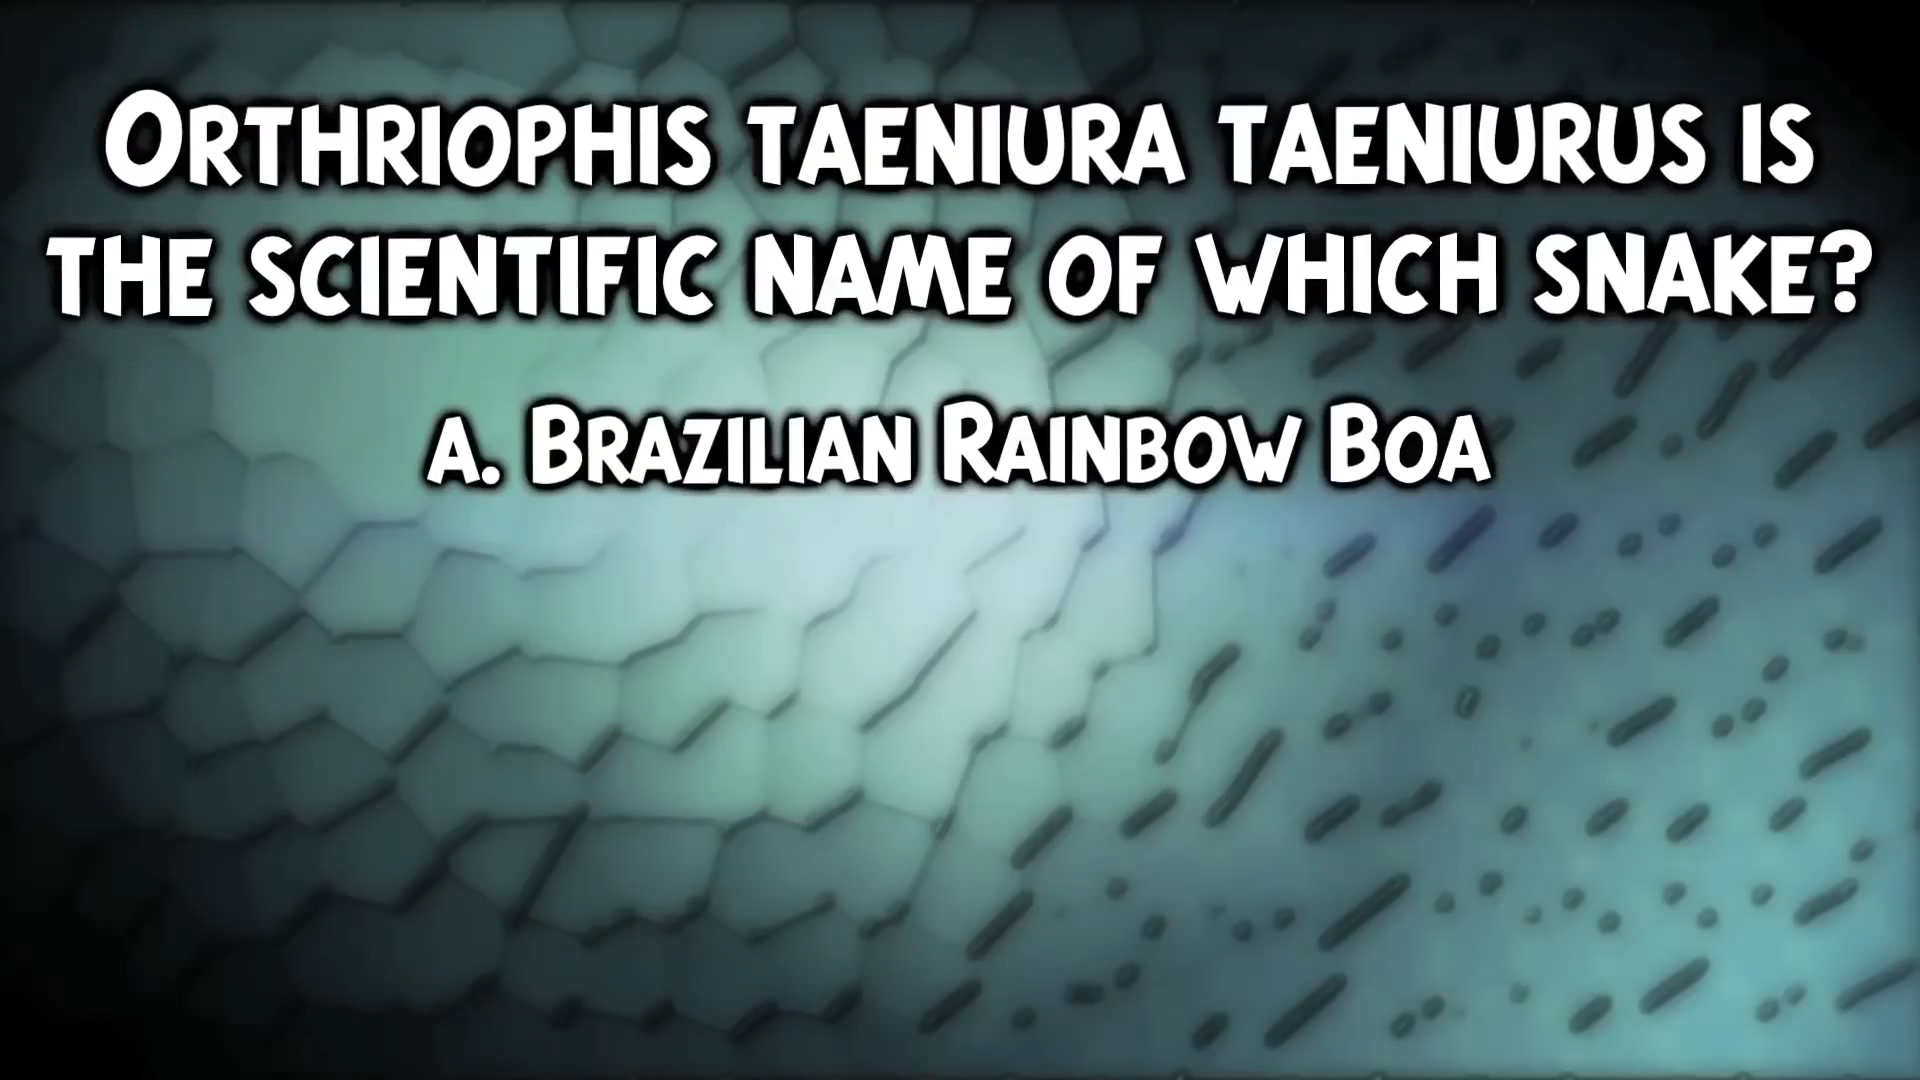 Orthriophis taeniura taeniurus is
the scientific name of which snake?
a. Brazilian Rainbow Boa